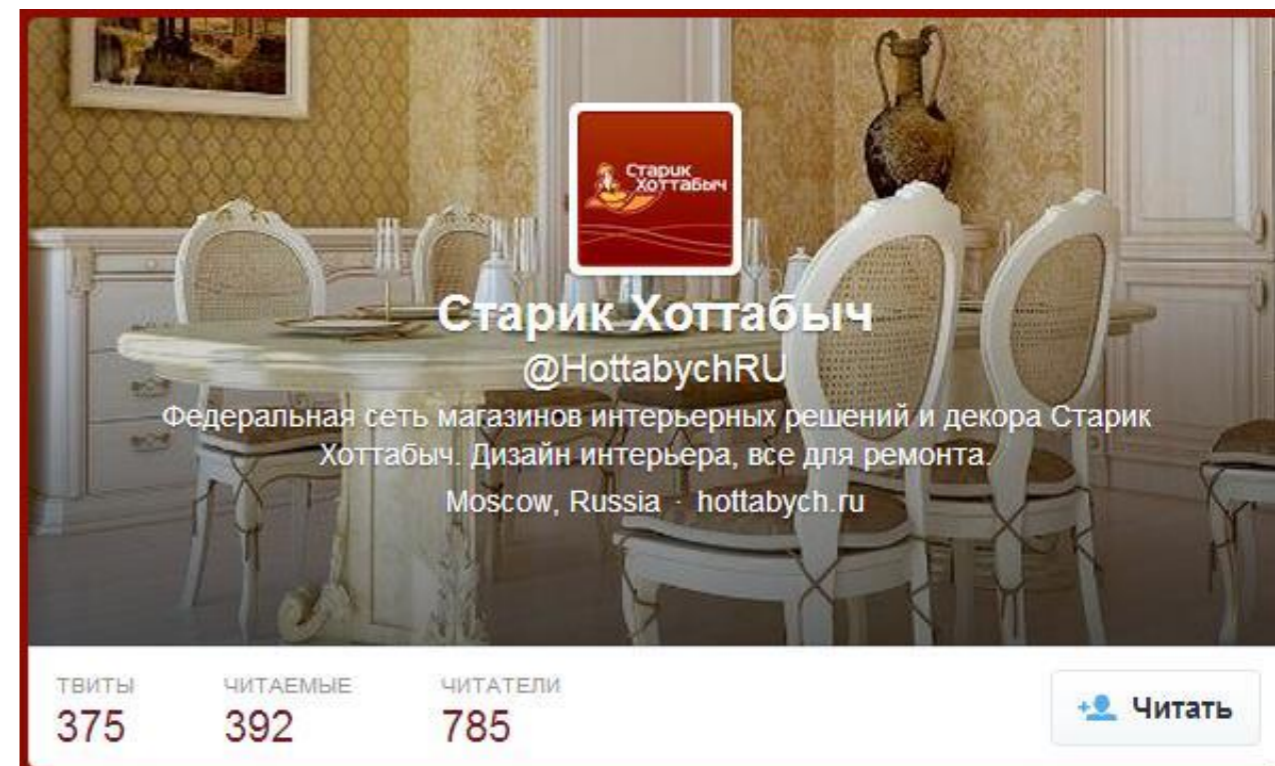 Старик
Хоттабыч
Старик Хоттабыч
@HottabychRU
Федеральная сеть магазинов интерьерных решений и декора Старик
Хоттабыч. Дизайн интерьера, все для ремонта.
Moscow, Russia · hottabych.ru
ТВИТЫ ЧИТАЕМЫЕ ЧИТАТЕЛИ
375 392 785
Читать